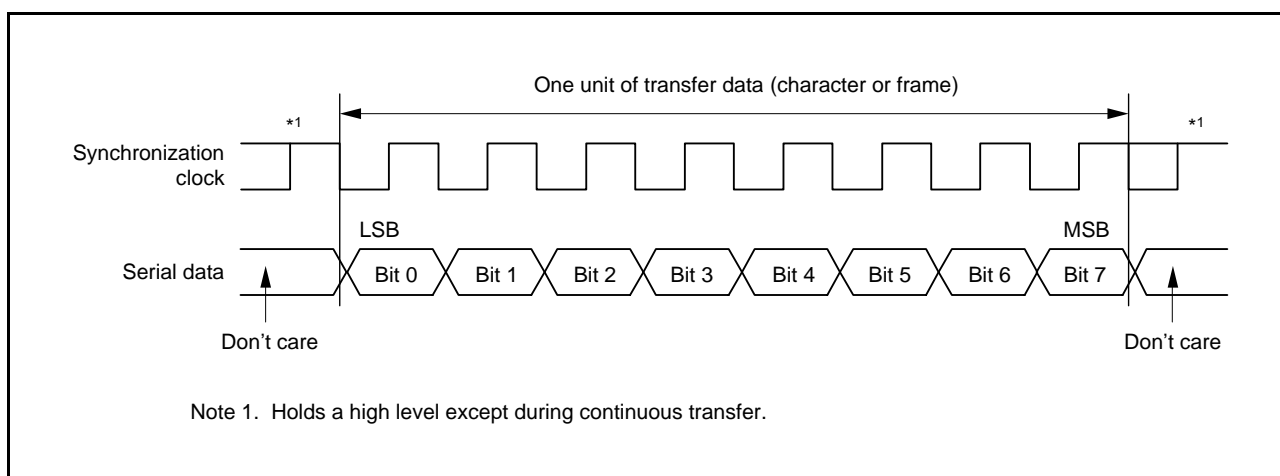 One unit of transfer data (character or frame)
*1
*1
Synchronization
clock
LSB
MSB
Serial data
Bit 0
Bit 1
Bit 2
Bit 3
Bit 4
Bit 5
Bit 6
Bit 7
Don’t care
Don’t care
Note 1. Holds a high level except during continuous transfer.